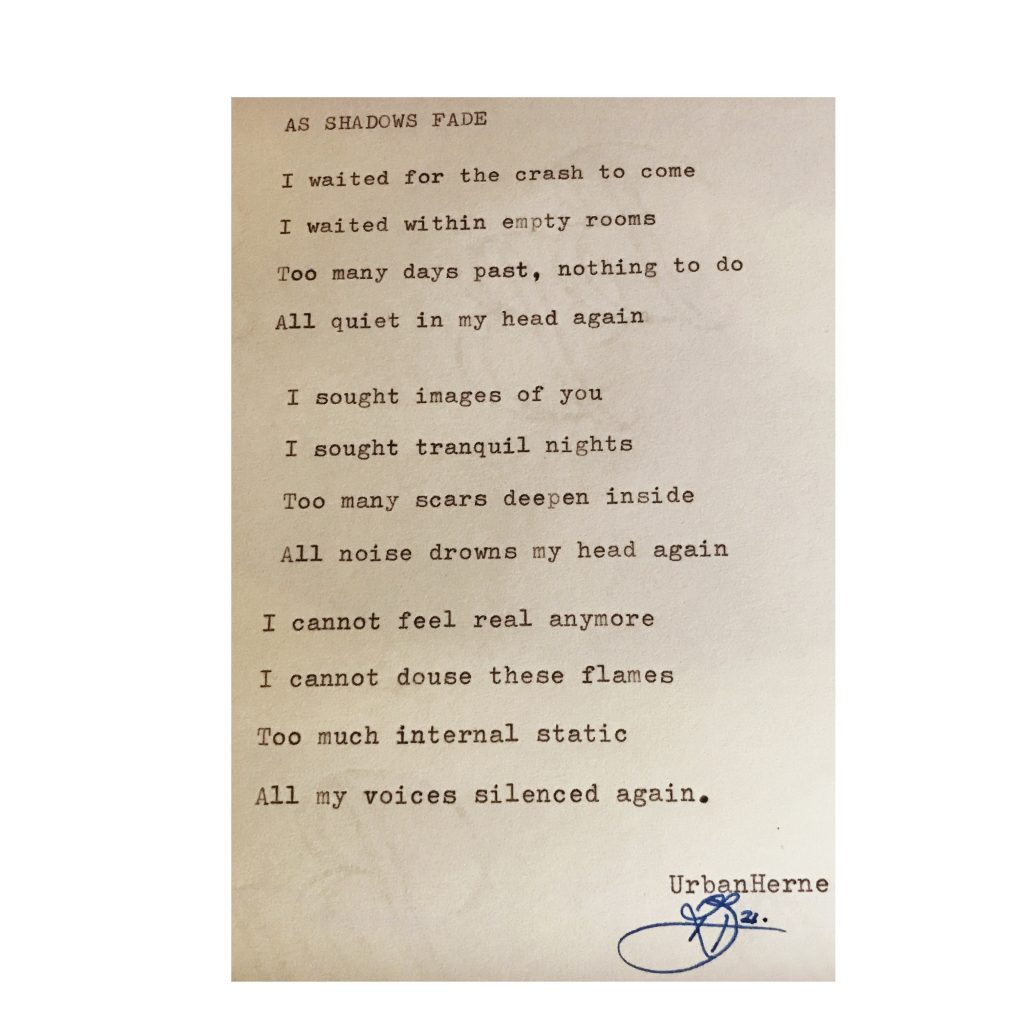 AS SHADOWS FADE
I waited for the crash to come
I waited within empty rooms
Too many days past, nothing to do
All quiet in my head again
I sought images of you
I sought tranquil nights
Too many scars deepen inside
All noise drowns my head again
I cannot feel real anymore
I cannot douse these flames
Too much internal static
All my voices silenced again.
UrbanHerne
21.